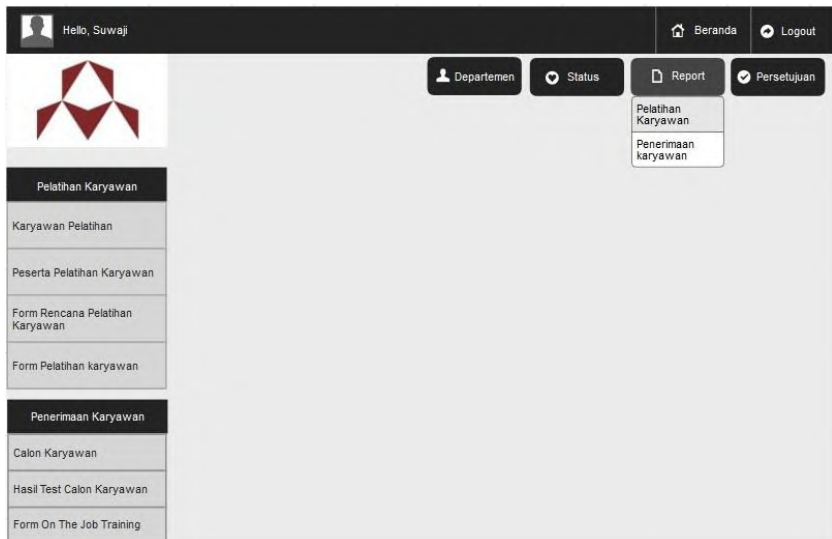 Hello, Suwaji
Beranda
Logout
Departemen
Status
Report
Persetujuan
Pelatihan
Karyawan
Penerimaan
karyawan
Pelatihan Karyawan
Karyawan Pelatihan
Peserta Pelatihan Karyawan
Form Rencana Pelatihan
Karyawan
Form Pelatihan karyawan
Penerimaan Karyawan
Calon Karyawan
Hasil Test Calon Karyawan
Form On The Job Training